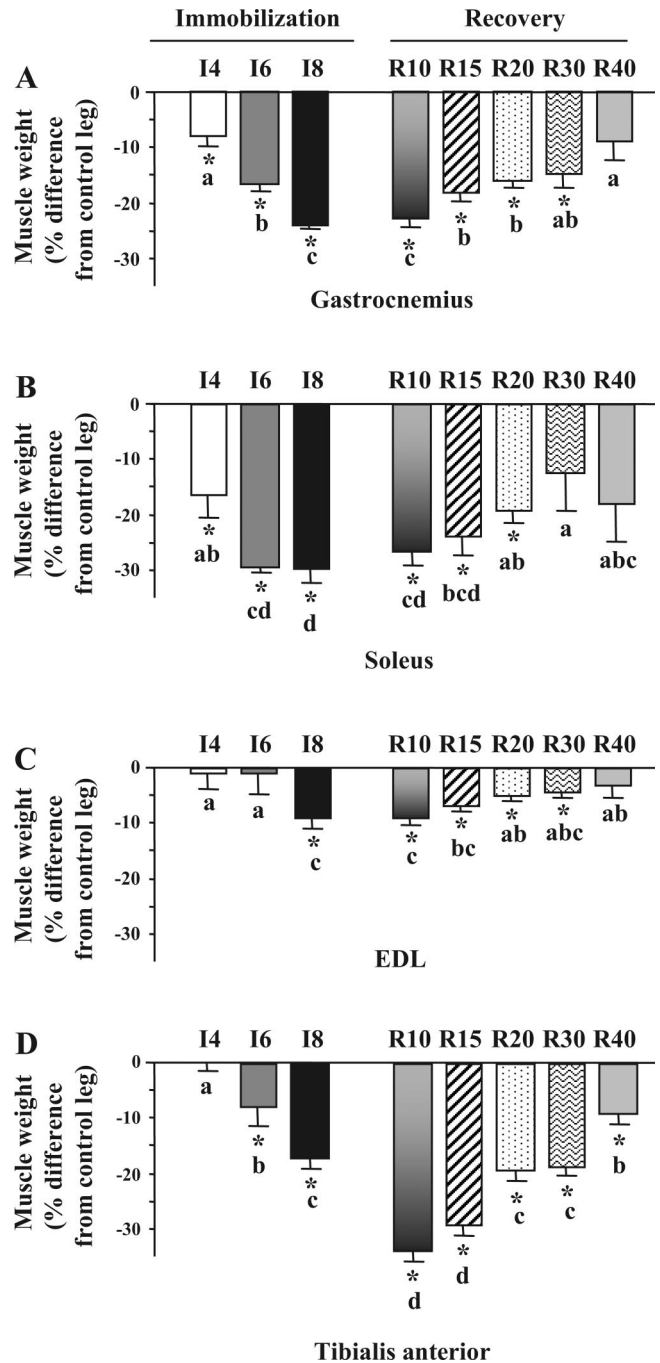 Immobilization Recovery
A
I4 I6 I8 R10 R15 R20 R30 R40
Muscle weight
(% difference
from control leg)
0
-10
-20
-30
*
a
*
b
*
c
*
c
*
b
*
b
*
ab
a
Gastrocnemius
B
I4 I6 I8 R10 R15 R20 R30 R40
Muscle weight
(% difference
from control leg)
0
-10
-20
-30
*
ab
*
cd
*
d
*
cd
*
bcd
*
ab
a
abc
Soleus
C
I4 I6 I8 R10 R15 R20 R30 R40
Muscle weight
(% difference
from control leg)
0
-10
-20
-30
a
a
*
c
*
c
*
bc
*
ab
*
abc
ab
EDL
D
I4 I6 I8 R10 R15 R20 R30 R40
Muscle weight
(% difference
from control leg)
0
-10
-20
-30
a
*
b
*
c
*
d
*
d
*
c
*
c
*
b
Tibialis anterior